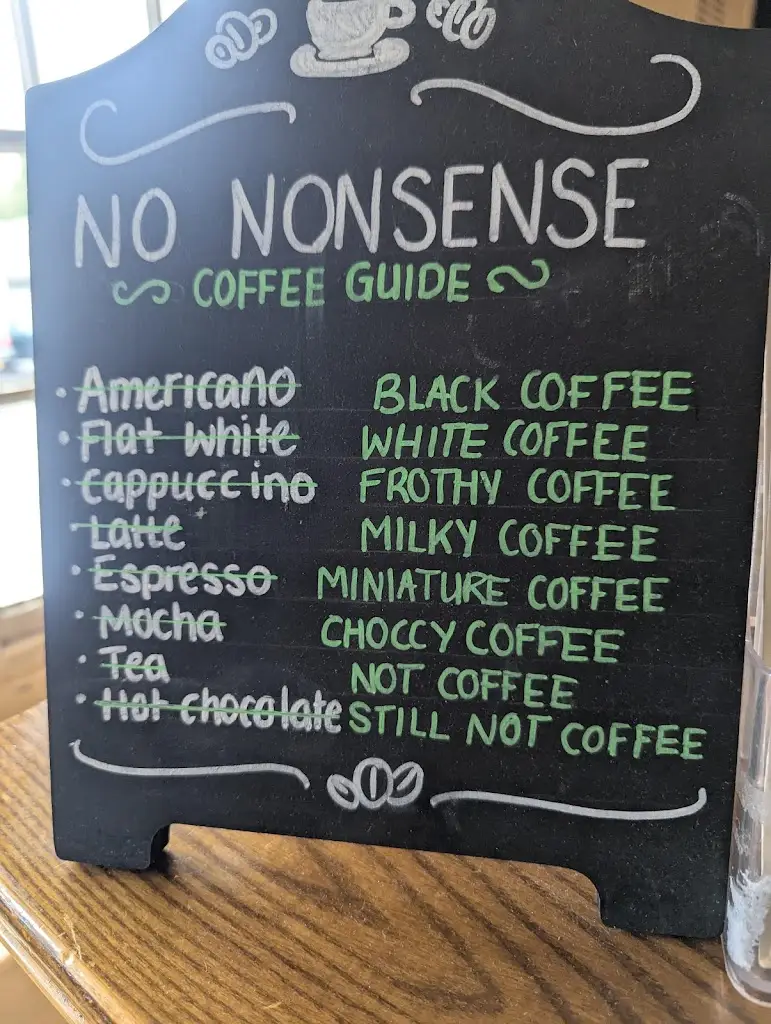 NO NONSENSE
COFFEE GUIDE
· Americano BLACK COFFEE
· Flat white WHITE COFFEE
· cappuccino FROTHY COFFEE
· Latte MILKY COFFEE
· Espresso MINIATURE COFFEE
· Mocha CHOCCY COFFEE
· Tea NOT COFFEE
· Hot chocolate STILL NOT COFFEE